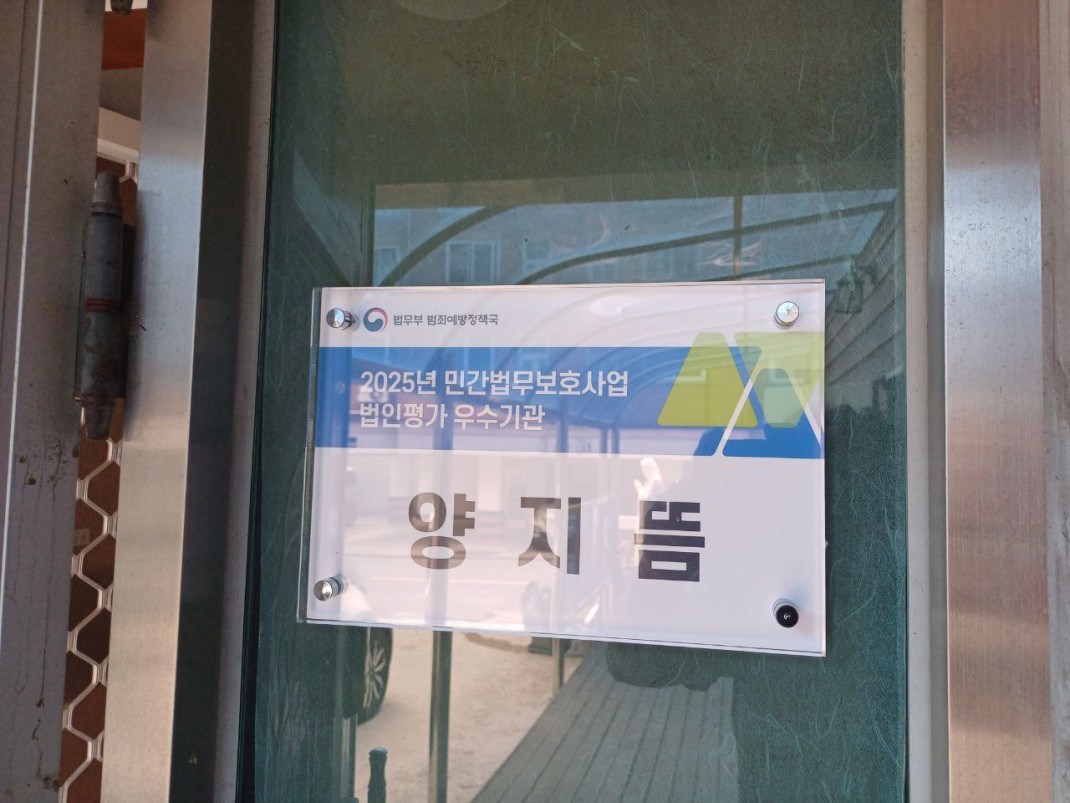 법무부 범죄예방정책국
2025년 민간법무보호사업
법인평가 우수기관
양지뜸